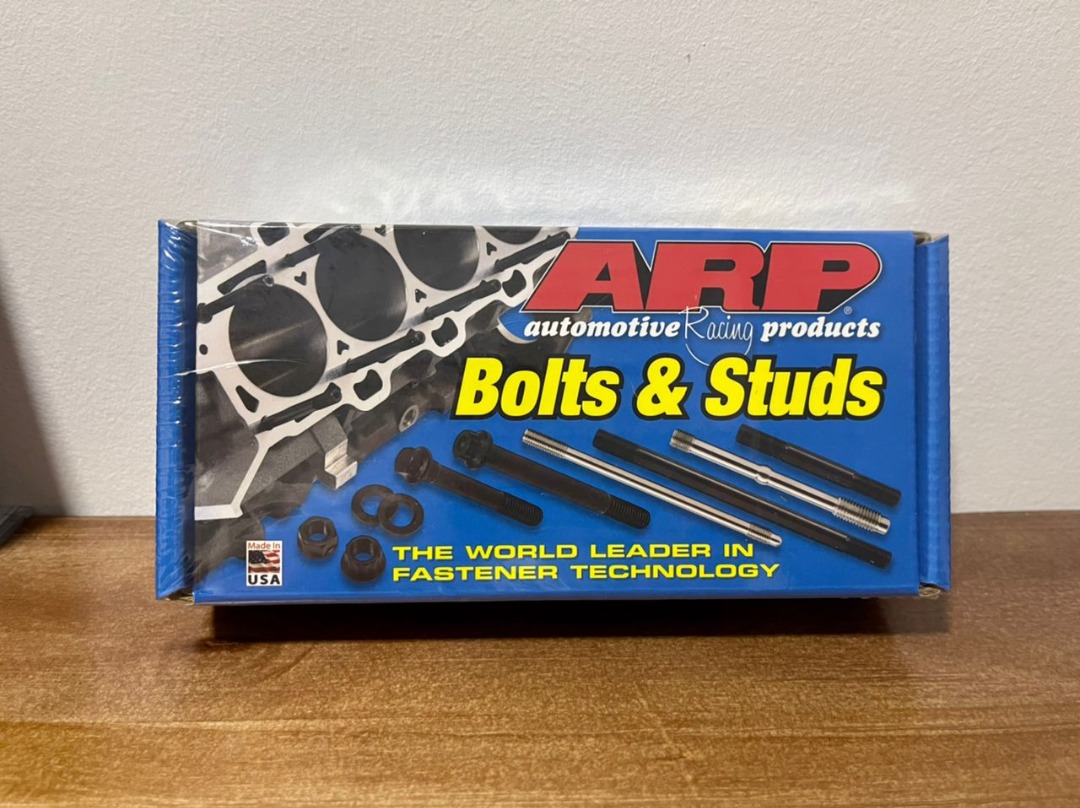 ARP®
automotive Racing products
Bolts & Studs
THE WORLD LEADER IN
FASTENER TECHNOLOGY
Made In
USA